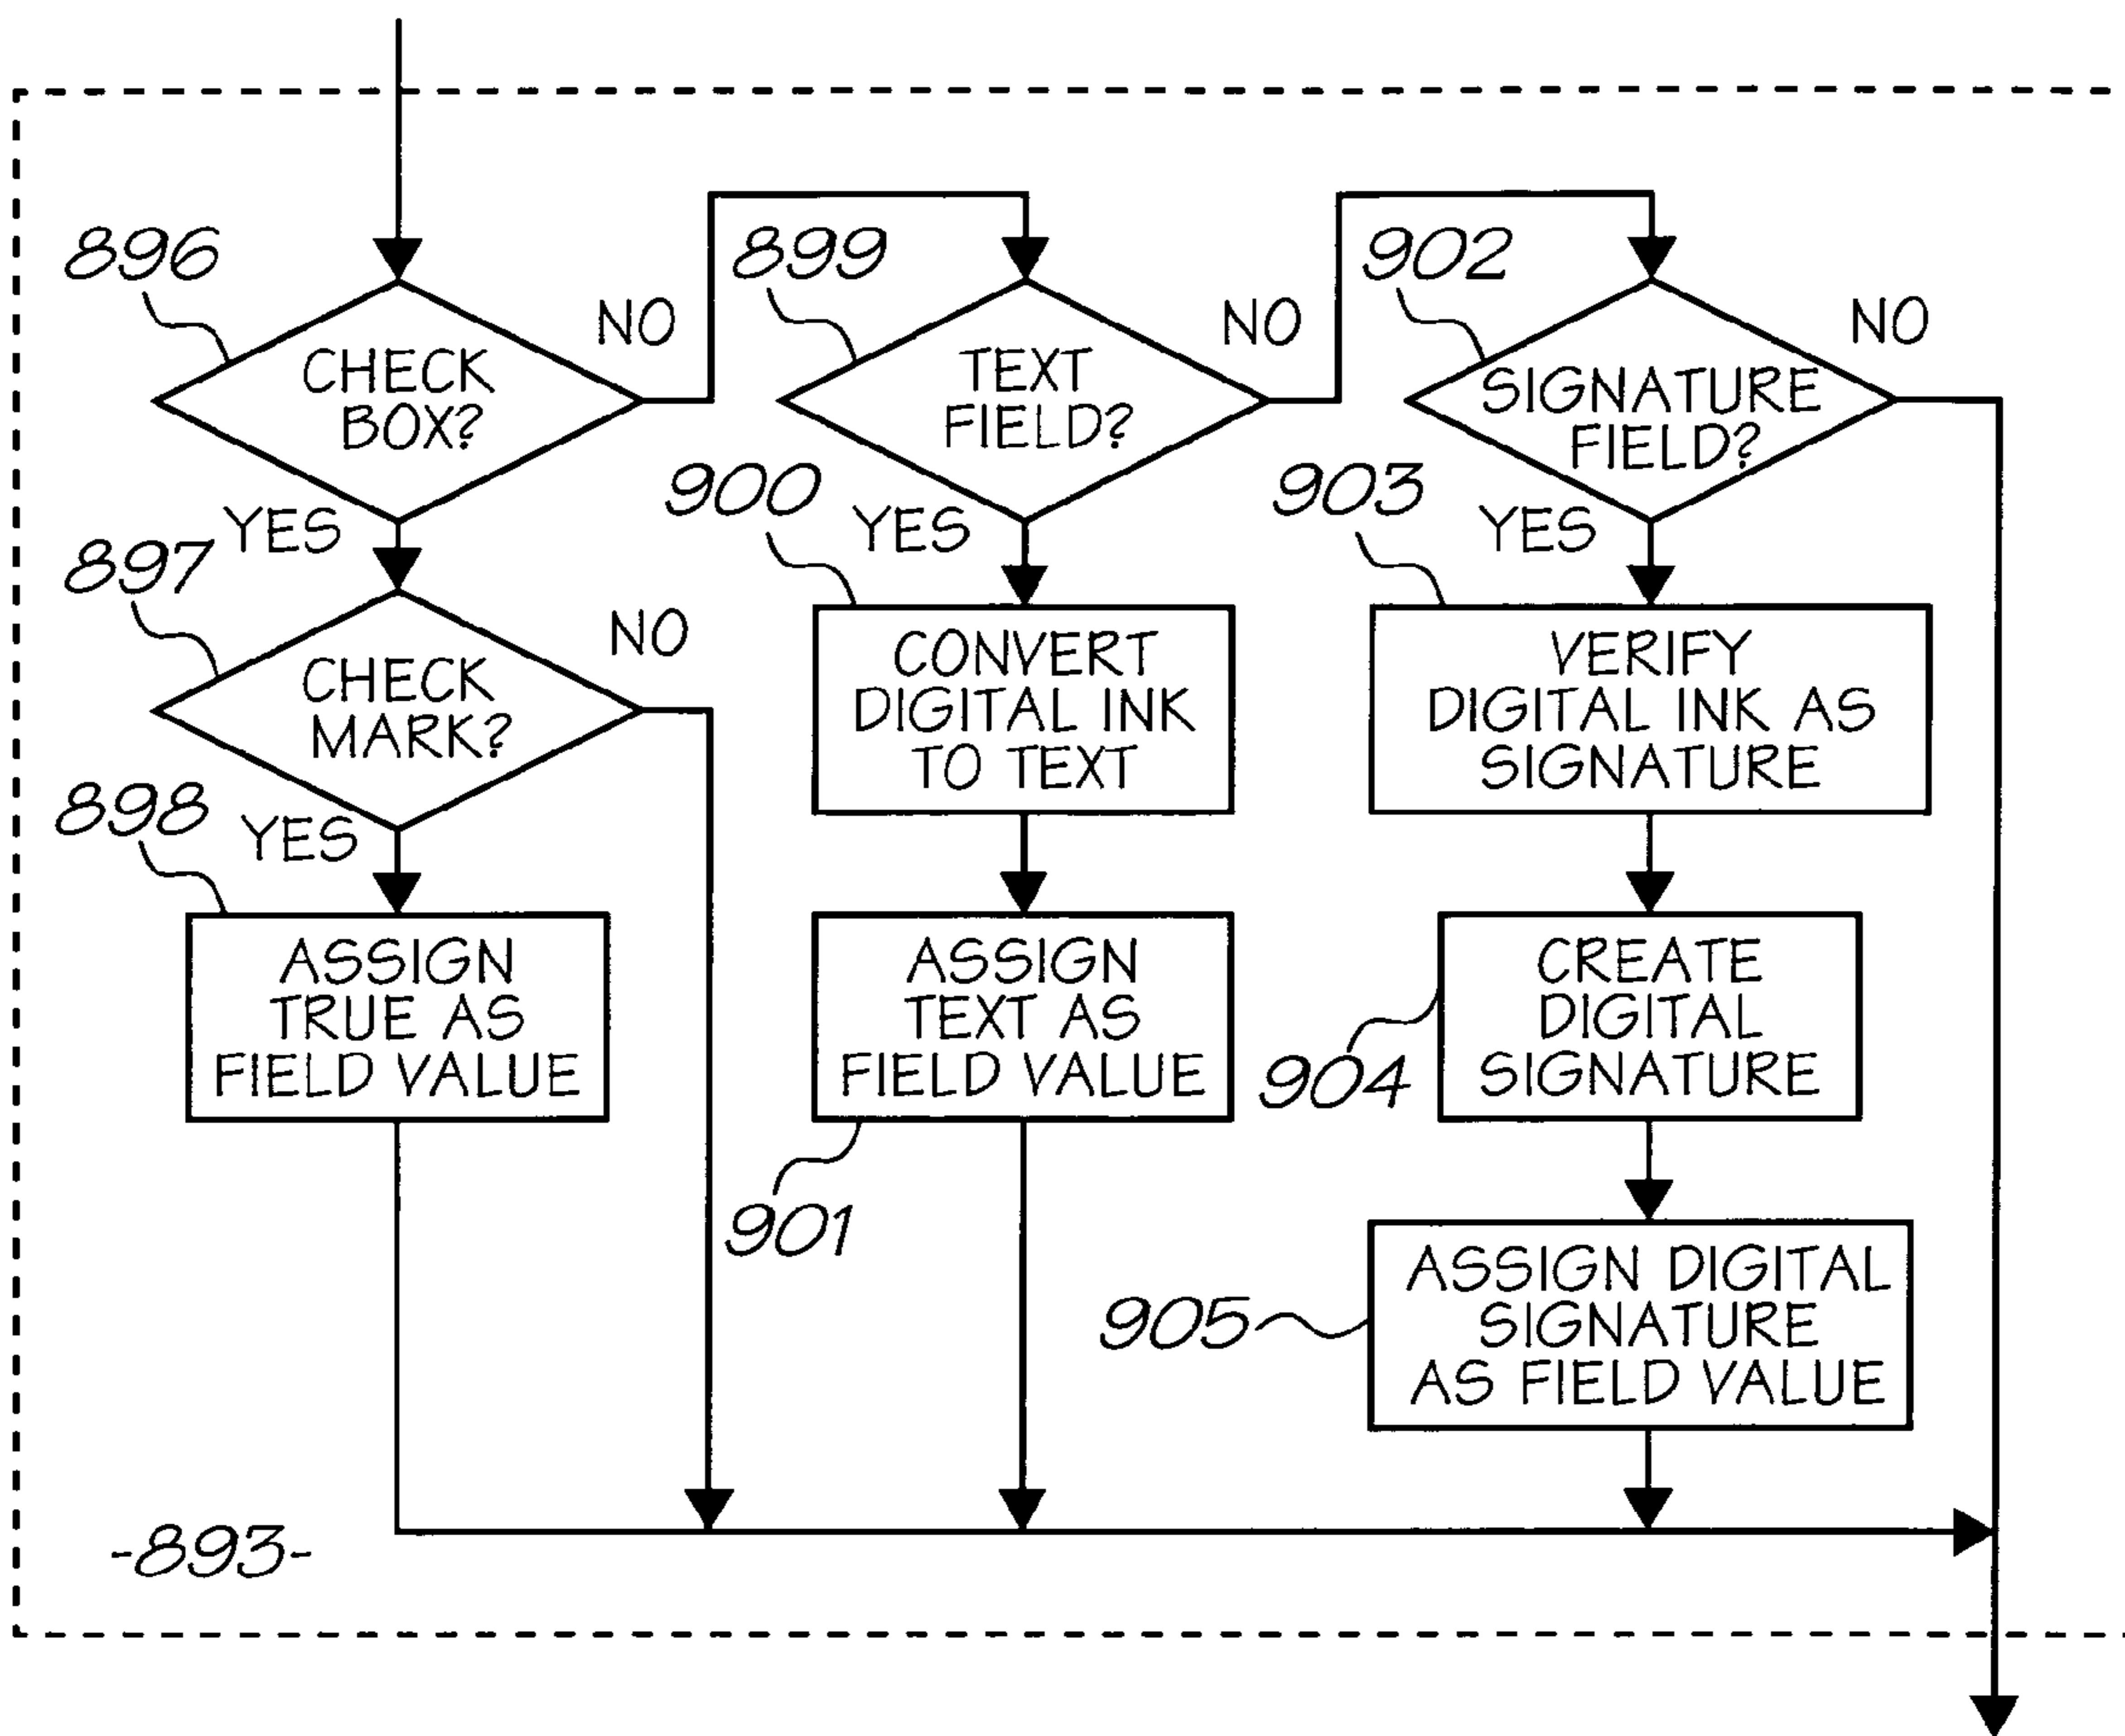 896
CHECK
BOX?
NO
YES
897
CHECK
MARK?
NO
YES
898
ASSIGN
TRUE AS
FIELD VALUE
899
TEXT
FIELD?
NO
YES
900
CONVERT
DIGITAL INK
TO TEXT
ASSIGN
TEXT AS
FIELD VALUE
901
902
SIGNATURE
FIELD?
NO
YES
903
VERIFY
DIGITAL INK AS
SIGNATURE
CREATE
DIGITAL
SIGNATURE
904
ASSIGN DIGITAL
SIGNATURE
AS FIELD VALUE
905
-893-